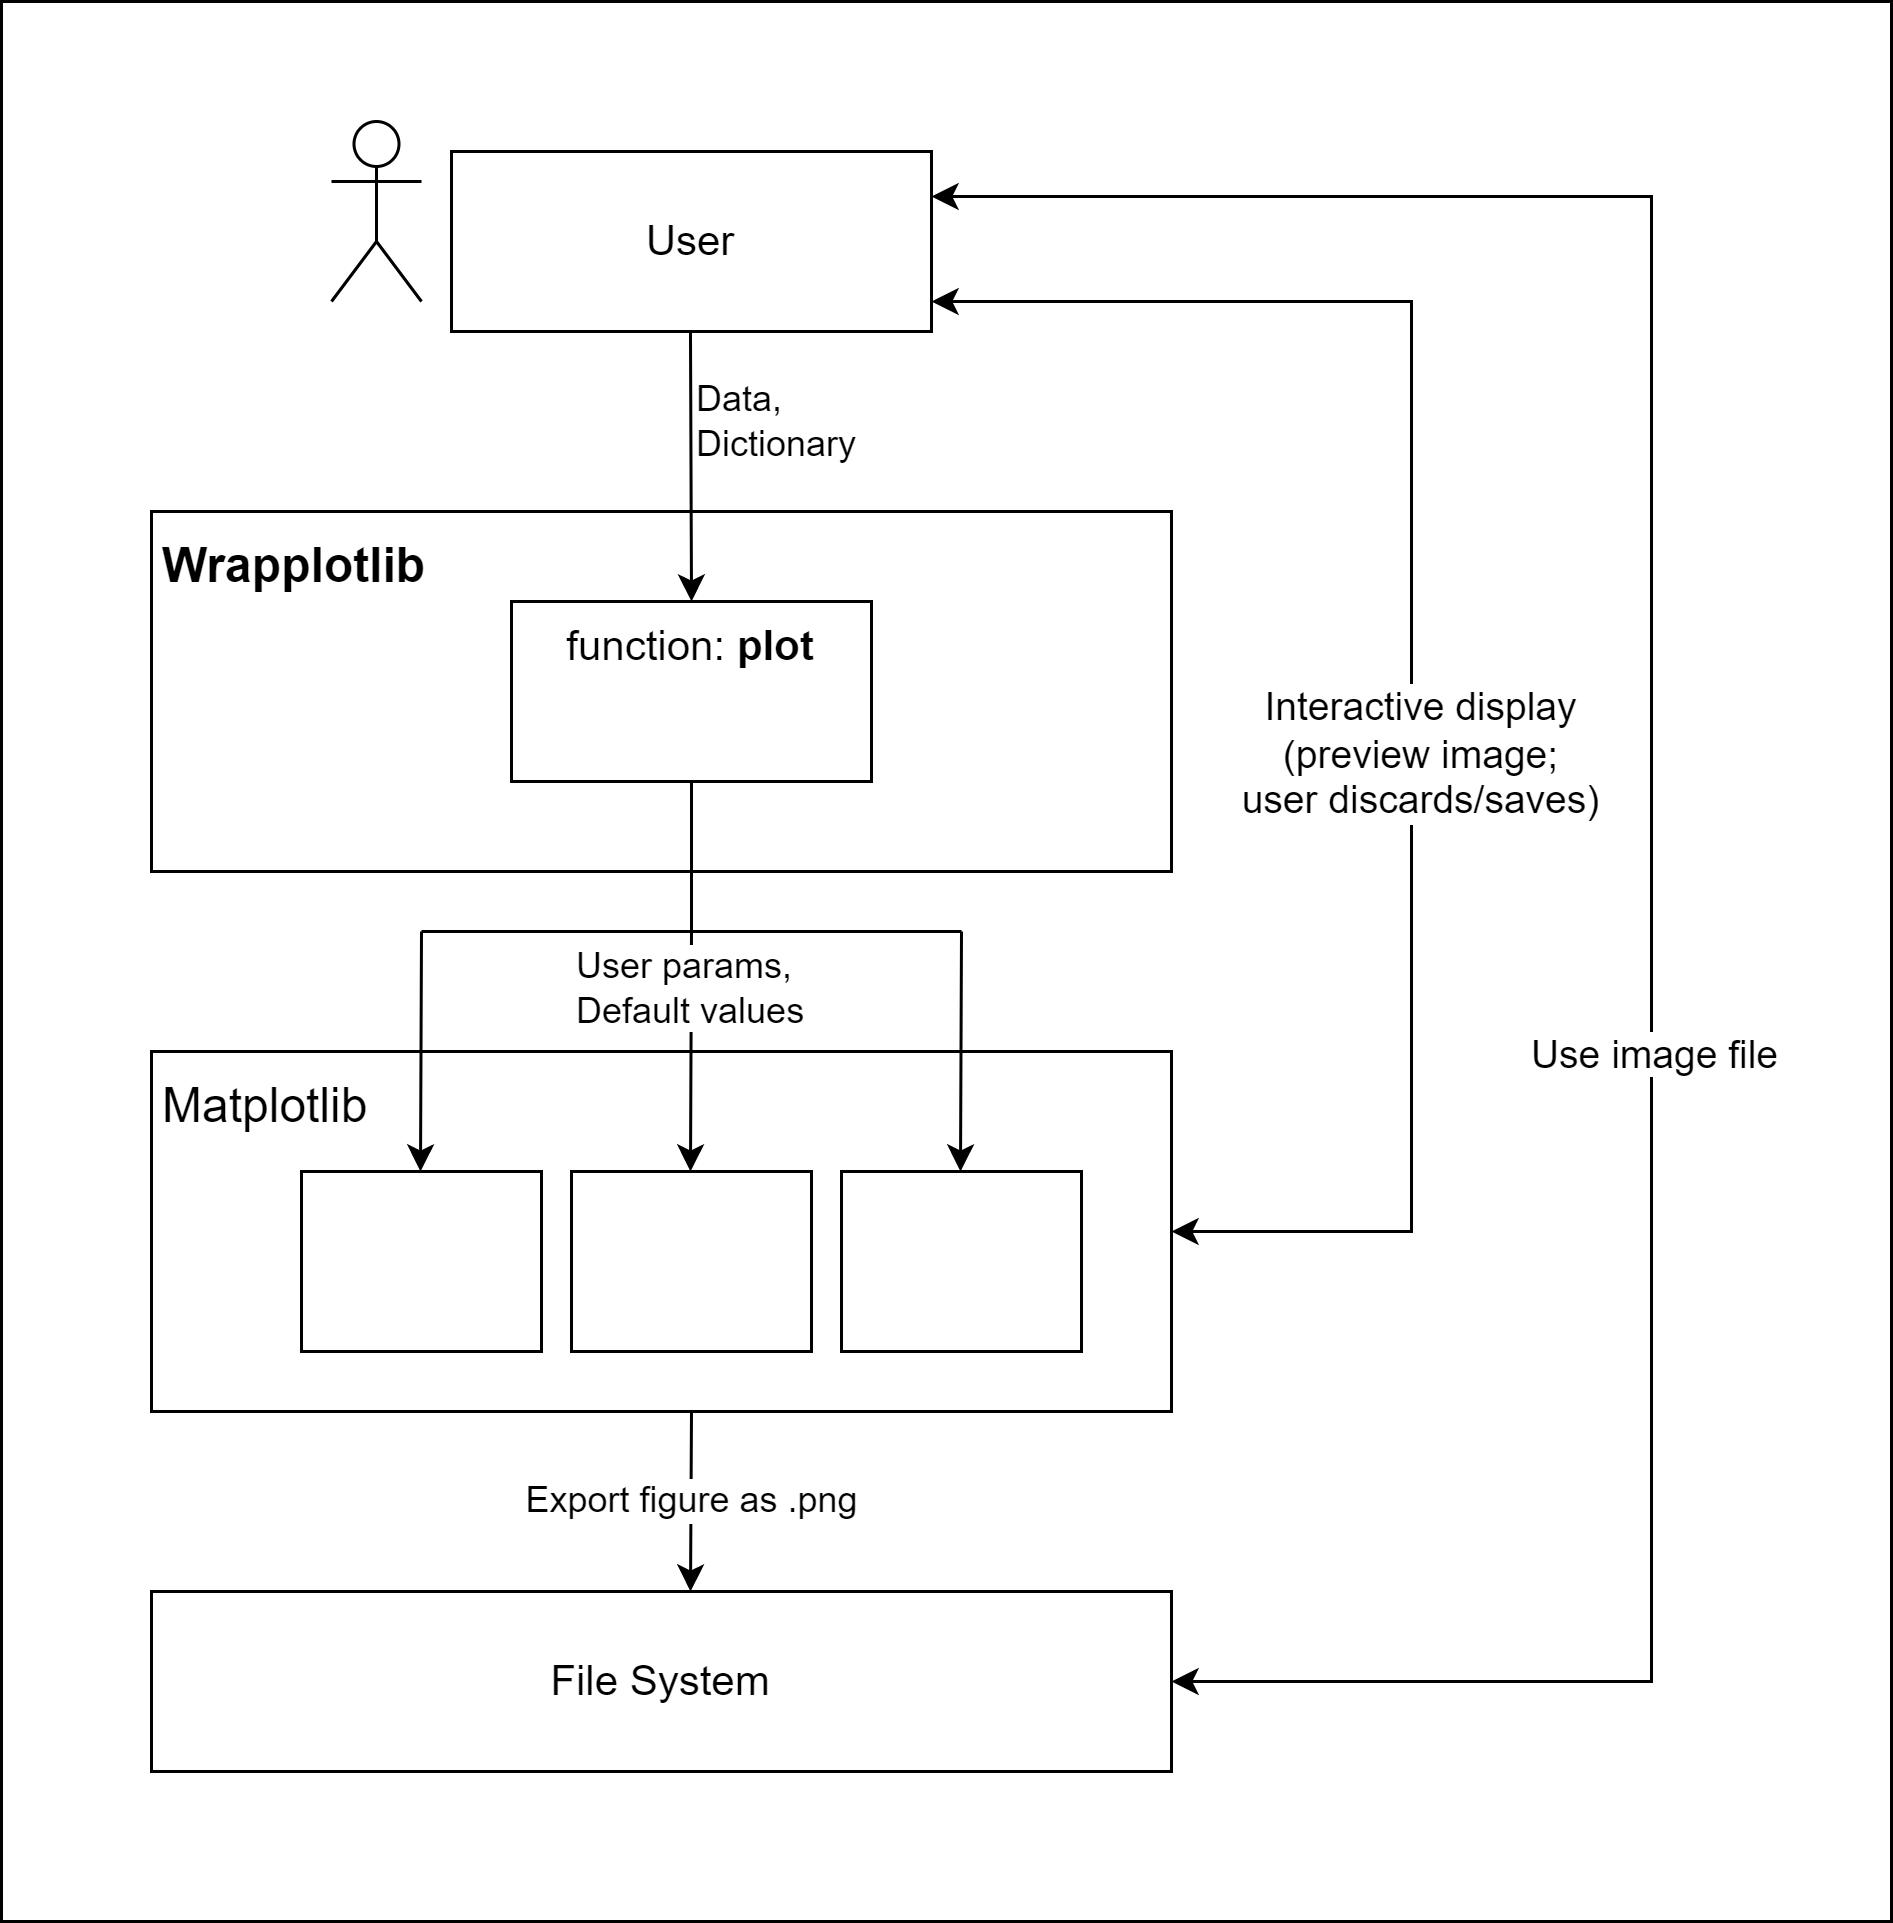 User
Data,
Dictionary
Wrapplotlib
function: plot
Interactive display
(preview image;
user discards/saves)
User params,
Default values
Use image file
Matplotlib
Export figure as .png
File System